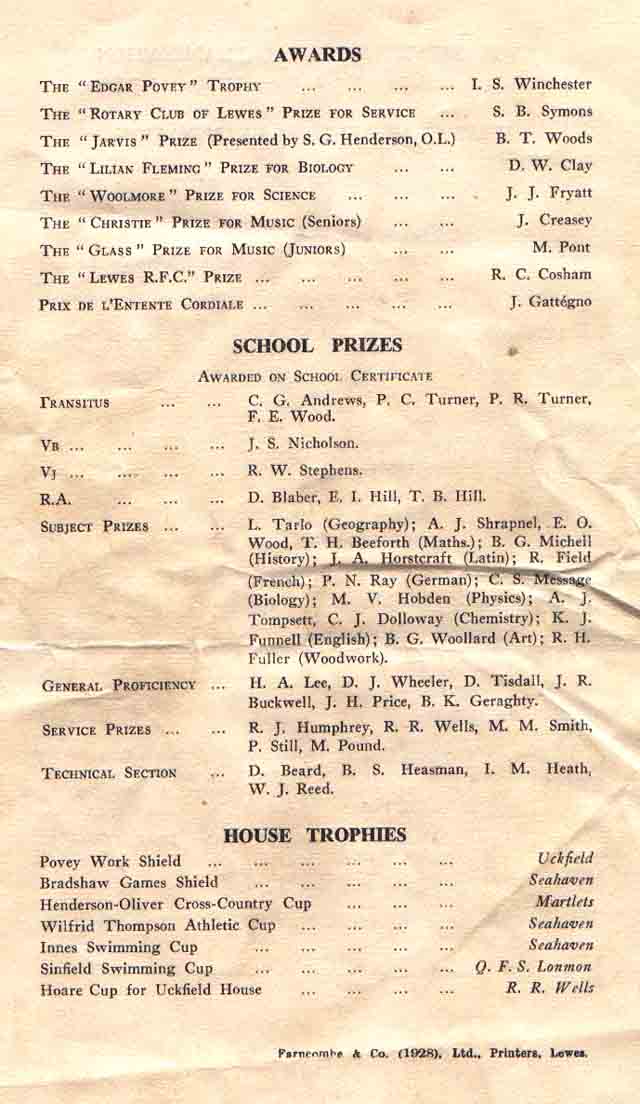 AWARDS
THE "EDGAR POVEY" TROPHY ... ... ... ... I. S. Winchester
THE "ROTARY CLUB OF LEWES" PRIZE FOR SERVICE ... S. B. Symons
THE "JARVIS" PRIZE (Presented by S. G. Henderson, O.L.) B. T. Woods
THE "LILIAN FLEMING" PRIZE FOR BIOLOGY ... ... D. W. Clay
THE "WOOLMORE" PRIZE FOR SCIENCE ... ... ... J. J. Fryatt
THE "CHRISTIE" PRIZE FOR MUSIC (Seniors) ... ... J. Creasey
THE "GLASS" PRIZE FOR MUSIC (JUNIORS) ... ... M. Pont
THE "LEWES R.F.C." PRIZE ... ... ... ... ... R. C. Cosham
PRIX DE L'ENTENTE CORDIALE ... ... ... ... ... J. Gattégno
SCHOOL PRIZES
AWARDED ON SCHOOL CERTIFICATE
TRANSITUS ... ... C. G. Andrews, P. C. Turner, P. R. Turner,
F. E. Wood.
VB ... ... ... ... J. S. Nicholson.
VJ ... ... ... ... R. W. Stephens.
R.A. ... ... ... D. Blaber, E. I. Hill, T. B. Hill.
SUBJECT PRIZES ... ... L. Tarlo (Geography); A. J. Shrapnel, E. O.
Wood, T. H. Beeforth (Maths.); B. G. Michell
(History); J. A. Horstcraft (Latin); R. Field
(French); P. N. Ray (German); C. S. Message
(Biology); M. V. Hobden (Physics); A. J.
Tompsett, C. J. Dolloway (Chemistry); K. J.
Funnell (English); B. G. Woollard (Art); R. H.
Fuller (Woodwork).
GENERAL PROFICIENCY ... H. A. Lee, D. J. Wheeler, D. Tisdall, J. R.
Buckwell, J. H. Price, B. K. Geraghty.
SERVICE PRIZES ... ... R. J. Humphrey, R. R. Wells, M. M. Smith,
P. Still, M. Pound.
TECHNICAL SECTION ... D. Beard, B. S. Heasman, I. M. Heath,
W. J. Reed.
HOUSE TROPHIES
Povey Work Shield ... ... ... ... ... ... Uckfield
Bradshaw Games Shield ... ... ... ... ... Seahaven
Henderson-Oliver Cross-Country Cup ... ... ... Martlets
Wilfrid Thompson Athletic Cup ... ... ... ... Seahaven
Innes Swimming Cup ... ... ... ... ... Seahaven
Sinfield Swimming Cup ... ... ... ... ... Q. F. S. Lonmon
Hoare Cup for Uckfield House ... ... ... ... R. R. Wells
Farncombe & Co. (1928), Ltd., Printers, Lewes.